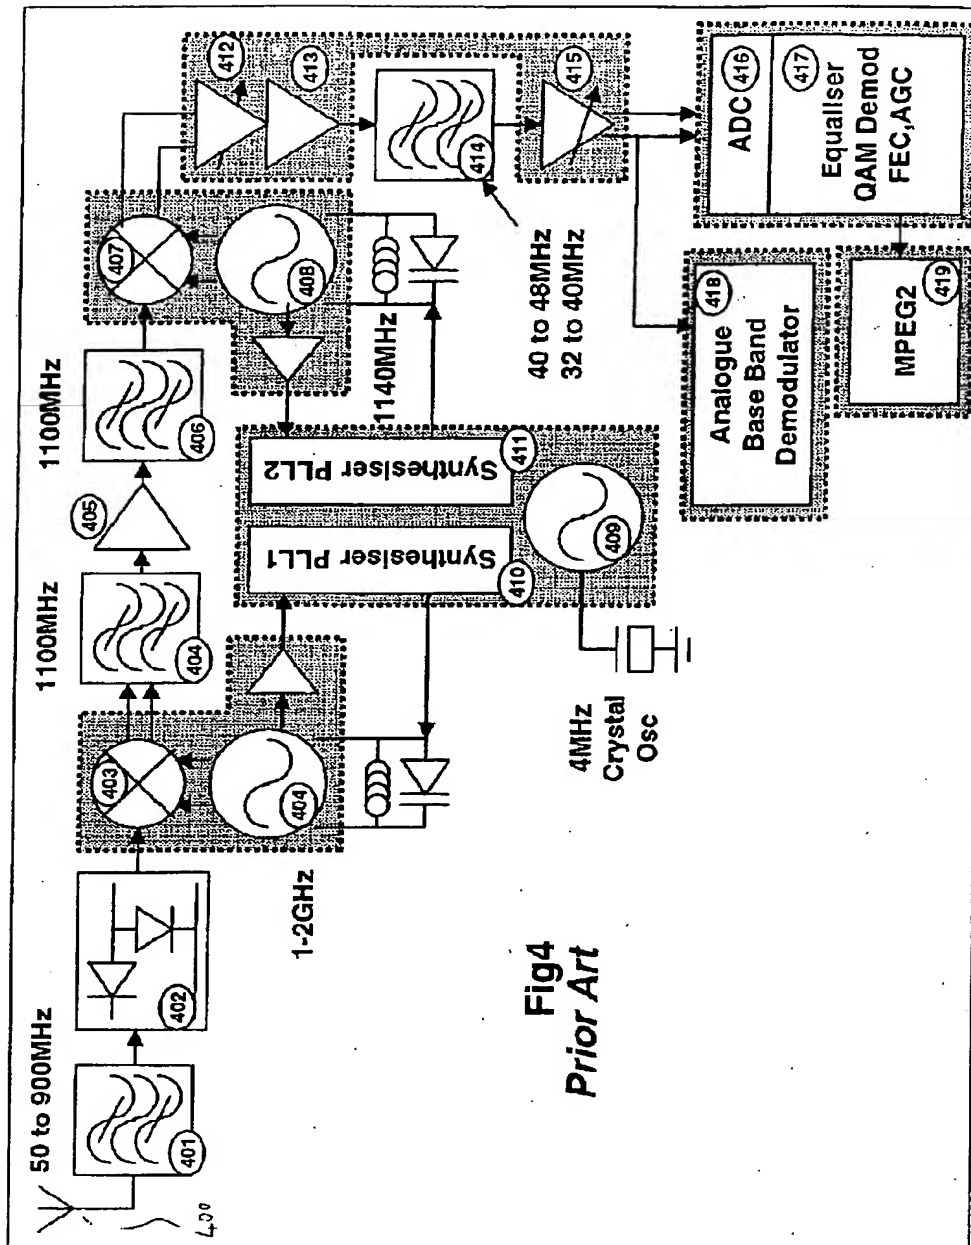 50 to 900MHz
400
401
402
403
404
1-2GHz
1100MHz
404
405
1100MHz
406
407
408
1140MHz
Synthesiser PLL1
410
Synthesiser PLL2
411
409
4MHz
Crystal
Osc
412
413
414
40 to 48MHz
32 to 40MHz
415
ADC
416
417
Equaliser
QAM Demod
FEC,AGC
418
Analogue
Base Band
Demodulator
MPEG2
419
Fig4
Prior Art